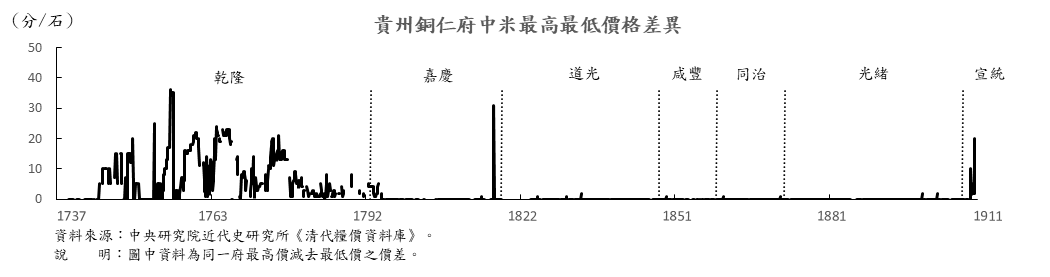 （分/石）
貴州銅仁府中米最高最低價格差異
50
40
30
20
10
0
乾隆 嘉慶 道光 咸豐 同治 光緒 宣統
1737 1763 1792 1822 1851 1881 1911
資料來源：中央研究院近代史研究所《清代糧價資料庫》。
說　　明：圖中資料為同一府最高價減去最低價之價差。